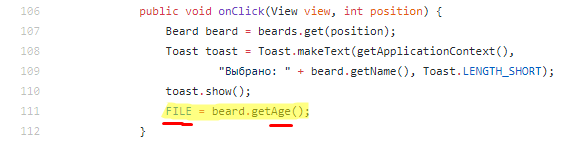 106 public void onClick(View view, int position) {
107 Beard beard = beards.get(position);
108 Toast toast = Toast.makeText(getApplicationContext(),
109 "Выбрано: " + beard.getName(), Toast.LENGTH_SHORT);
110 toast.show();
111 FILE = beard.getAge();
112 }